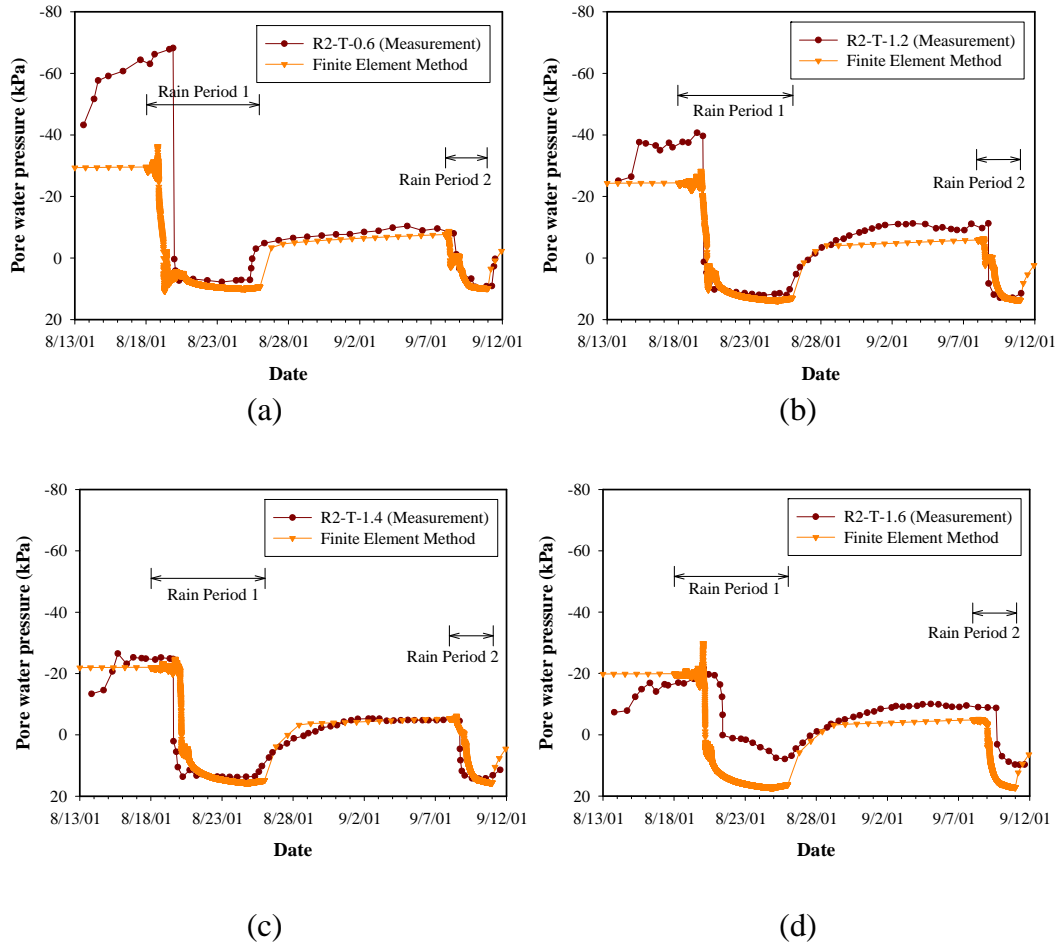 -80
-60
-40
-20
0
20
Pore water pressure (kPa)
R2-T-0.6 (Measurement)
Finite Element Method
Rain Period 1
Rain Period 2
8/13/01 8/18/01 8/23/01 8/28/01 9/2/01 9/7/01 9/12/01
Date
(a)
-80
-60
-40
-20
0
20
Pore water pressure (kPa)
R2-T-1.2 (Measurement)
Finite Element Method
Rain Period 1
Rain Period 2
8/13/01 8/18/01 8/23/01 8/28/01 9/2/01 9/7/01 9/12/01
Date
(b)
-80
-60
-40
-20
0
20
Pore water pressure (kPa)
R2-T-1.4 (Measurement)
Finite Element Method
Rain Period 1
Rain Period 2
8/13/01 8/18/01 8/23/01 8/28/01 9/2/01 9/7/01 9/12/01
Date
(c)
-80
-60
-40
-20
0
20
Pore water pressure (kPa)
R2-T-1.6 (Measurement)
Finite Element Method
Rain Period 1
Rain Period 2
8/13/01 8/18/01 8/23/01 8/28/01 9/2/01 9/7/01 9/12/01
Date
(d)